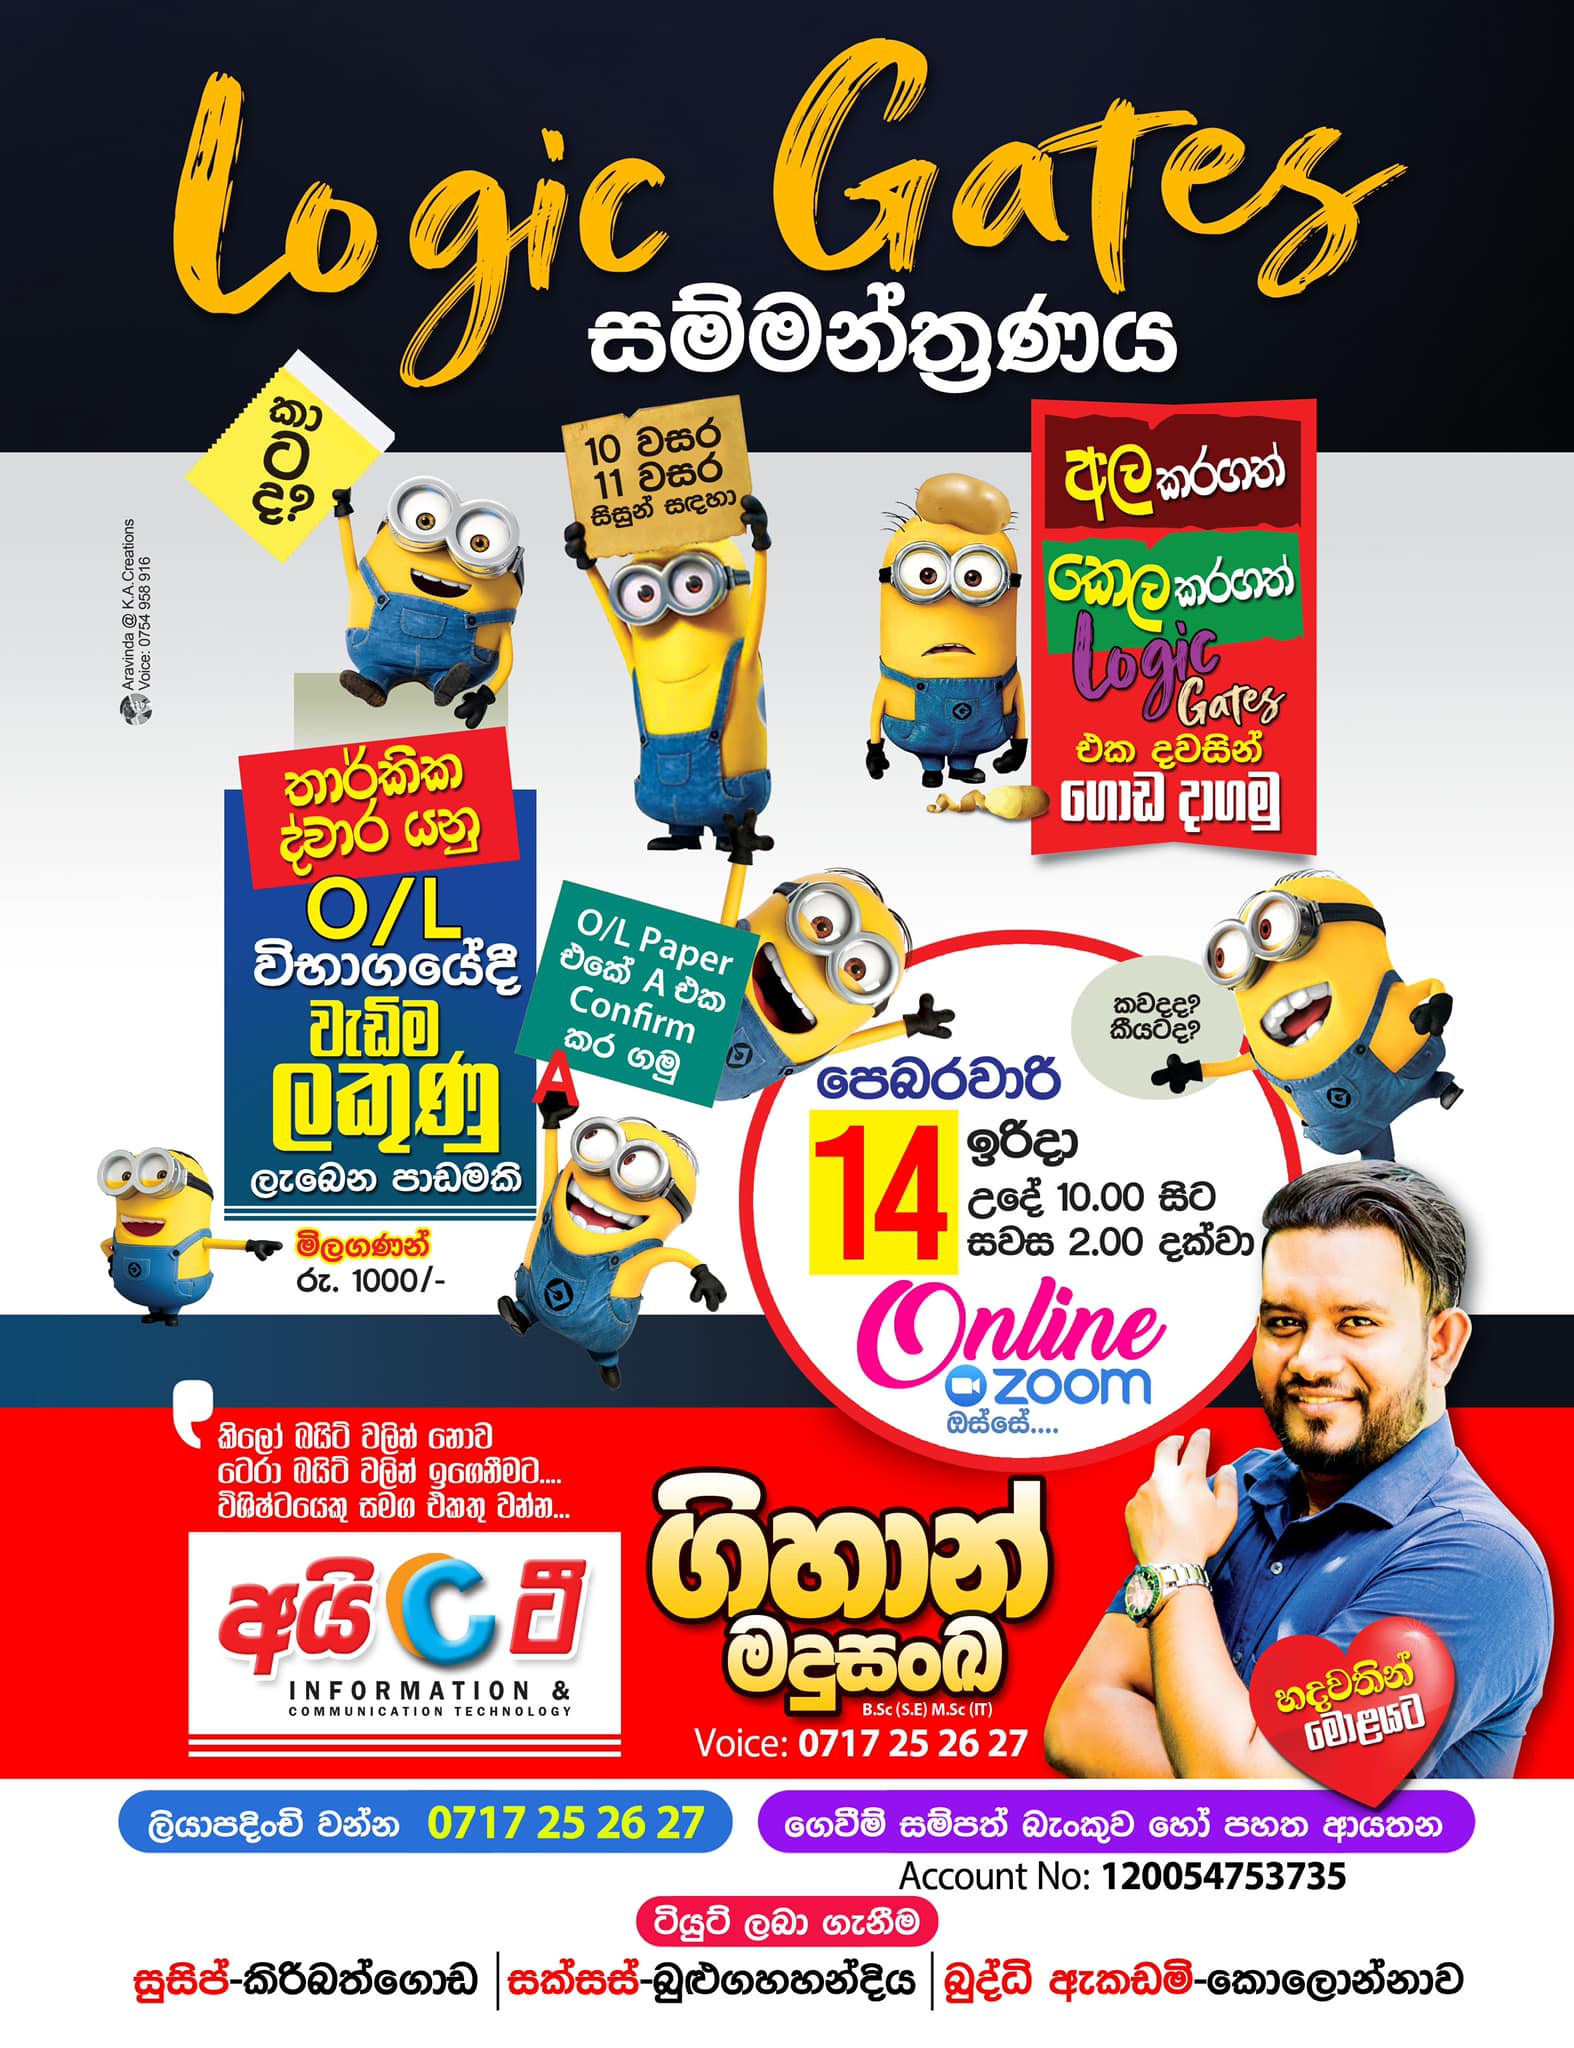 Logic Gates
සම්මන්ත්‍රණය
කා
ට
ද?
10 වසර
11 වසර
සිසුන් සඳහා
අල කරගත්
කෙල කරගත්
Logic
Gates
එක දවසින්
ගොඩ දාගමු
Aravinda @ K.A.Creations
Voice: 0754 958 916
තාර්කික
ද්වාර යනු
O/L
විභාගයේදී
වැඩිම
ලකුණු
ලැබෙන පාඩමකි
O/L Paper
එකේ A එක
Confirm
කර ගමු
A
කවදද?
කීයටද?
පෙබරවාරි
14 ඉරිදා
උදේ 10.00 සිට
සවස 2.00 දක්වා
Online
zoom
ඔස්සේ....
මිලගණන්
රු. 1000/-
කිලෝ බයිට් වලින් නොව
ටෙරා බයිට් වලින් ඉගෙනීමට....
විශිෂ්ටයෙකු සමග එකතු වන්න...
අයි C ටී
INFORMATION &
COMMUNICATION TECHNOLOGY
ගිහාන්
මදුසංඛ
B.Sc (S.E) M.Sc (IT)
Voice: 0717 25 26 27
හදවතින්
මොළයට
ලියාපදිංචි වන්න 0717 25 26 27
ගෙවීම් සම්පත් බැංකුව හෝ පහත ආයතන
Account No: 120054753735
ටියුට් ලබා ගැනීම
සුසිප්-කිරිබත්ගොඩ | සක්සස්-බුළුගහහන්දිය | බුද්ධි ඇකඩමි-කොලොන්නාව